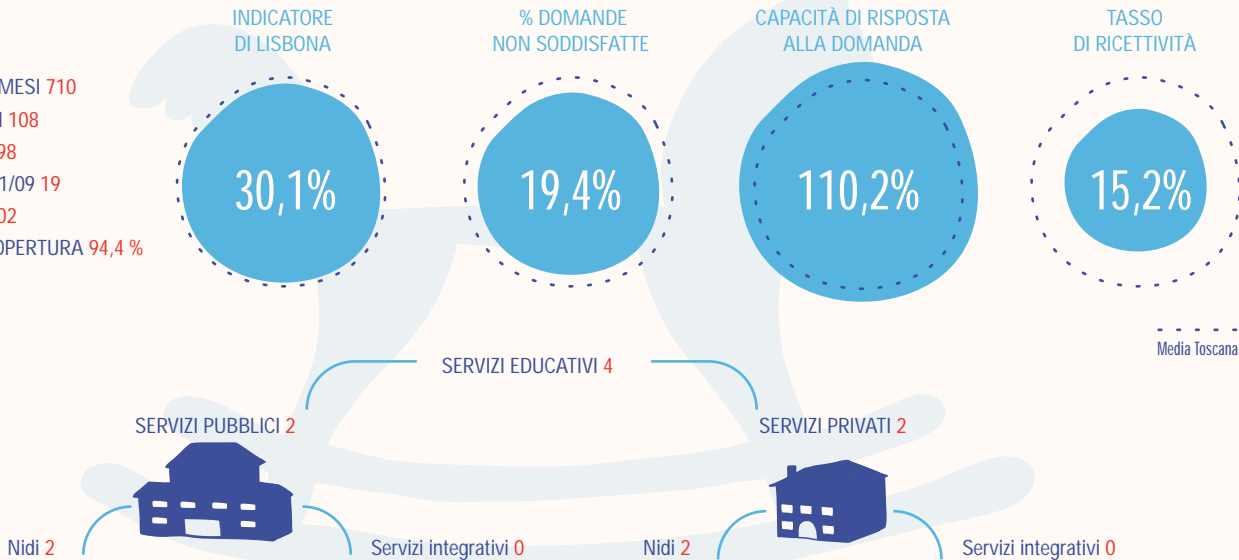 INDICATORE
DI LISBONA
% DOMANDE
NON SODDISFATTE
CAPACITÀ DI RISPOSTA
ALLA DOMANDA
TASSO
DI RICETTIVITÀ
MESI 710
108
98
1/09 19
02
OPERTURA 94,4 %
30,1%
19,4%
110,2%
15,2%
Media Toscana
SERVIZI EDUCATIVI 4
SERVIZI PUBBLICI 2
SERVIZI PRIVATI 2
Nidi 2
Servizi integrativi 0
Nidi 2
Servizi integrativi 0